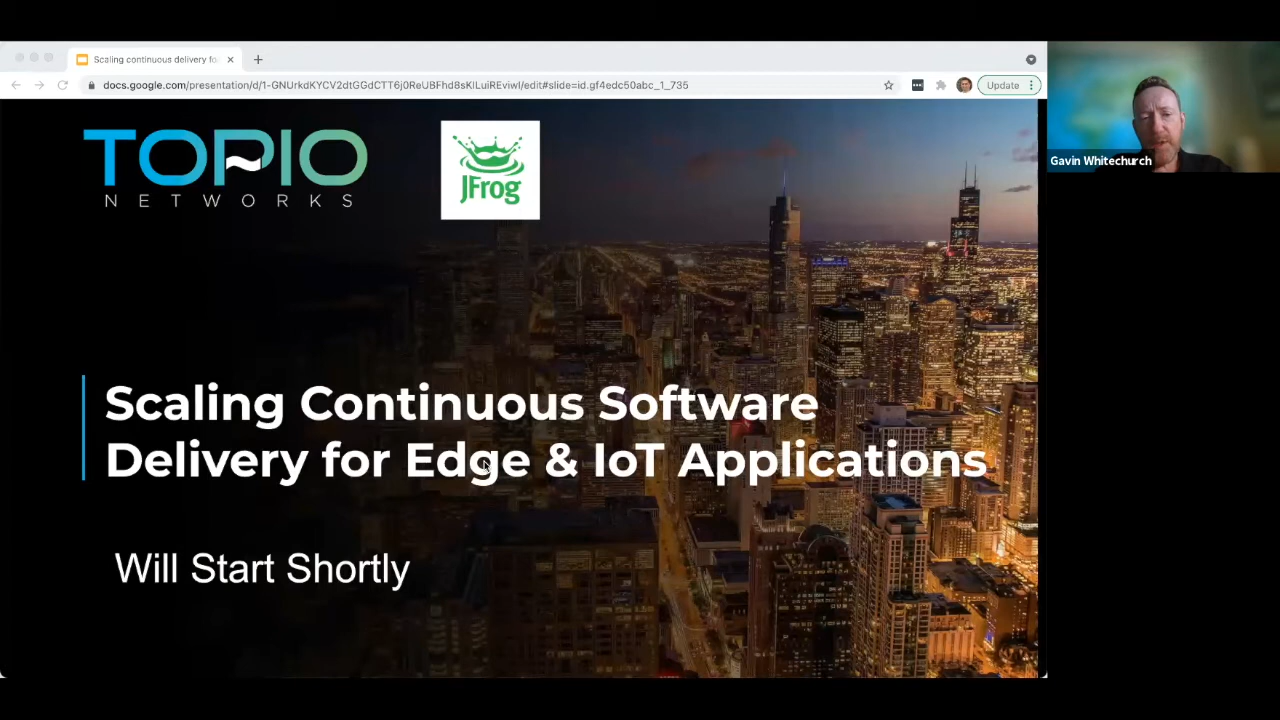 Scaling continuous delivery fo
docs.google.com/presentation/d/1-GNUrkdKYCV2dtGGdCTT6j0ReUBFhd8sKlLuiREviwI/edit#slide=id.gf4edc50abc_1_735
Update
Gavin Whitechurch
TOPIO
NETWORKS
JFrog
Scaling Continuous Software
Delivery for Edge & IoT Applications
Will Start Shortly